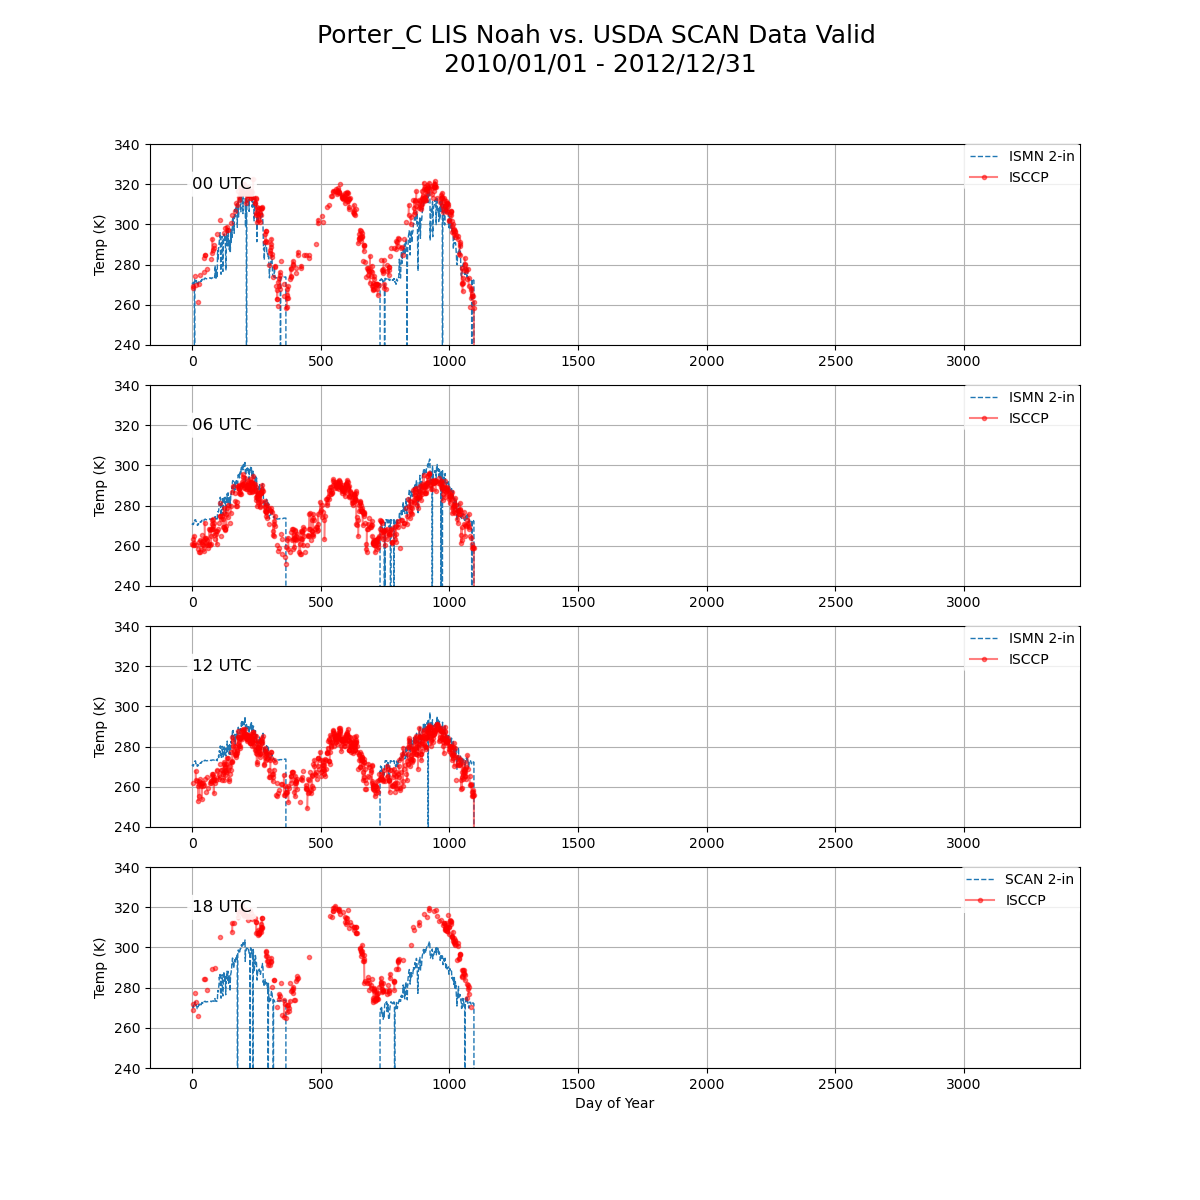 Porter_C LIS Noah vs. USDA SCAN Data Valid
2010/01/01 - 2012/12/31
340
320
300
280
260
240
Temp (K)
00 UTC
ISMN 2-in
ISCCP
0 500 1000 1500 2000 2500 3000
340
320
300
280
260
240
Temp (K)
06 UTC
ISMN 2-in
ISCCP
0 500 1000 1500 2000 2500 3000
340
320
300
280
260
240
Temp (K)
12 UTC
ISMN 2-in
ISCCP
0 500 1000 1500 2000 2500 3000
340
320
300
280
260
240
Temp (K)
18 UTC
SCAN 2-in
ISCCP
0 500 1000 1500 2000 2500 3000
Day of Year